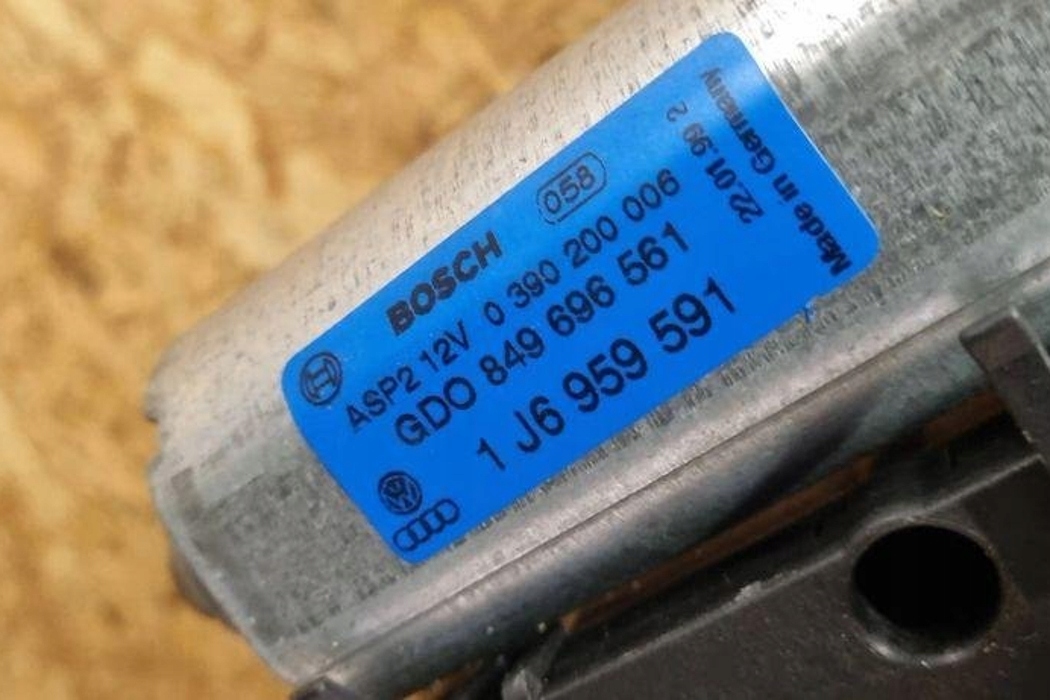 BOSCH 058
ASP2 12V 0 390 200 006
GDO 849 696 561
1 J6 959 591
22.01.99 2
Made in Germany